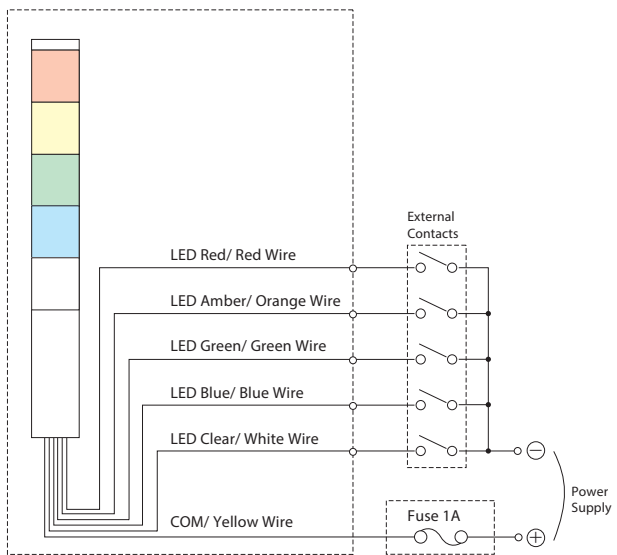 External
Contacts
LED Red/ Red Wire
LED Amber/ Orange Wire
LED Green/ Green Wire
LED Blue/ Blue Wire
LED Clear/ White Wire
COM/ Yellow Wire
Fuse 1A
Power
Supply